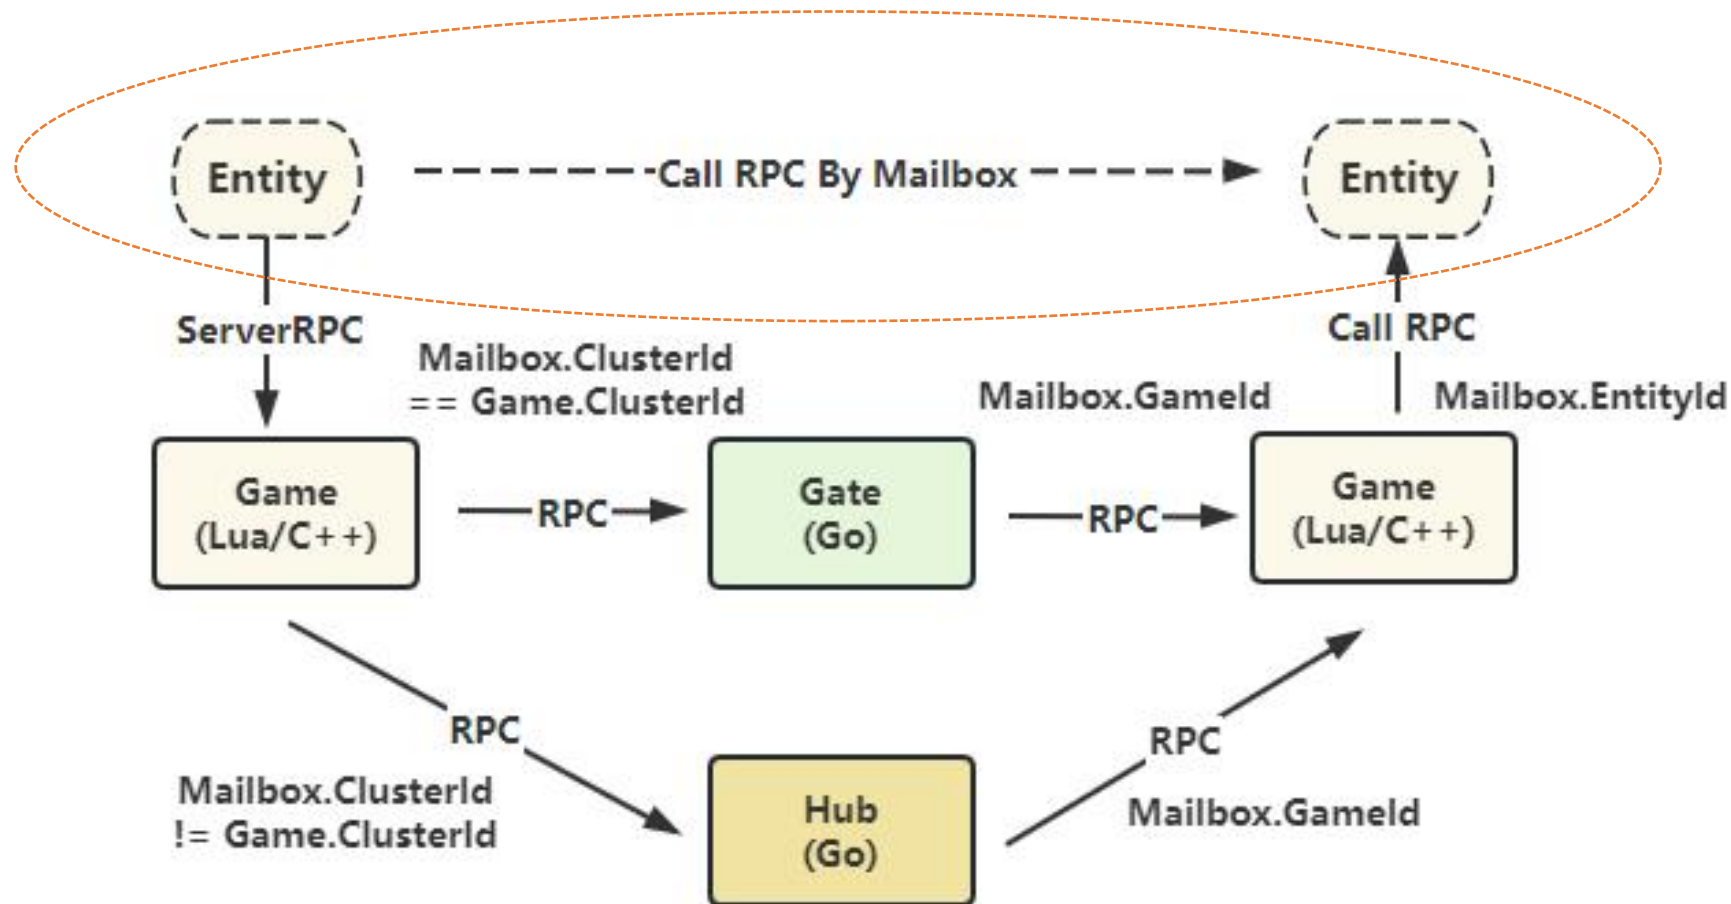 Entity
Call RPC By Mailbox
Entity
ServerRPC
Call RPC
Mailbox.ClusterId
== Game.ClusterId
Mailbox.GameId
Mailbox.EntityId
Game
(Lua/C++)
RPC
Gate
(Go)
RPC
Game
(Lua/C++)
RPC
RPC
Mailbox.ClusterId
!= Game.ClusterId
Hub
(Go)
Mailbox.GameId